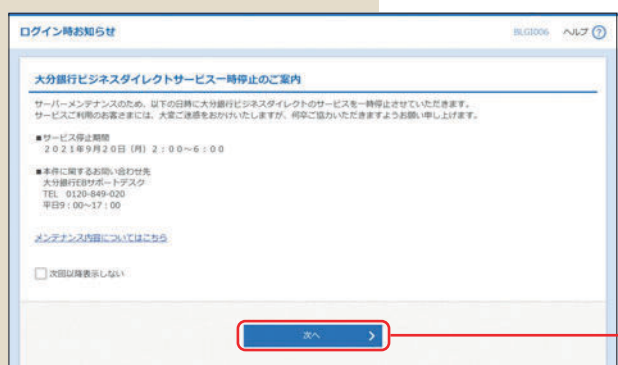 ログイン時お知らせ
BLGI006 ヘルプ ?
大分銀行ビジネスダイレクトサービス一時停止のご案内
サーバーメンテナンスのため、以下の日時に大分銀行ビジネスダイレクトのサービスを一時停止させていただきます。
サービスご利用のお客さまには、大変ご迷惑をおかけいたしますが、何卒ご協力いただきますようお願い申し上げます。
■サービス停止期間
2021年9月20日（月）2：00～6：00
■本件に関するお問い合わせ先
大分銀行EBサポートデスク
TEL 0120-849-020
平日9：00～17：00
メンテナンス内容についてはこちら
次回以降表示しない
次へ